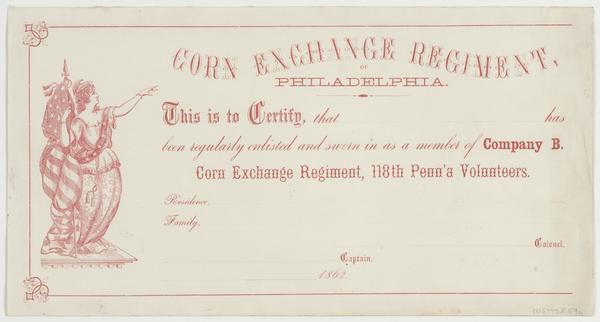 CORN EXCHANGE REGIMENT,
OF
PHILADELPHIA.
This is to Certify, that has
been regularly enlisted and sworn in as a member of Company B.
Corn Exchange Regiment, 118th Penn'a Volunteers.
Residence,
Family,
Colonel.
Captain.
1862